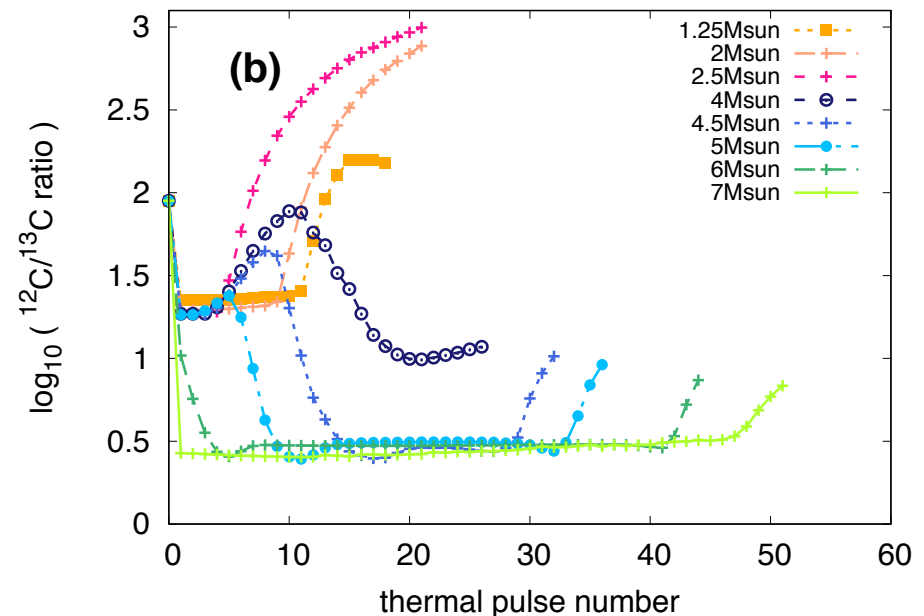 (b)
1.25Msun
2Msun
2.5Msun
4Msun
4.5Msun
5Msun
6Msun
7Msun
3
2.5
2
1.5
1
0.5
0
0 10 20 30 40 50 60
log₁₀ ( ¹²C/¹³C ratio )
thermal pulse number